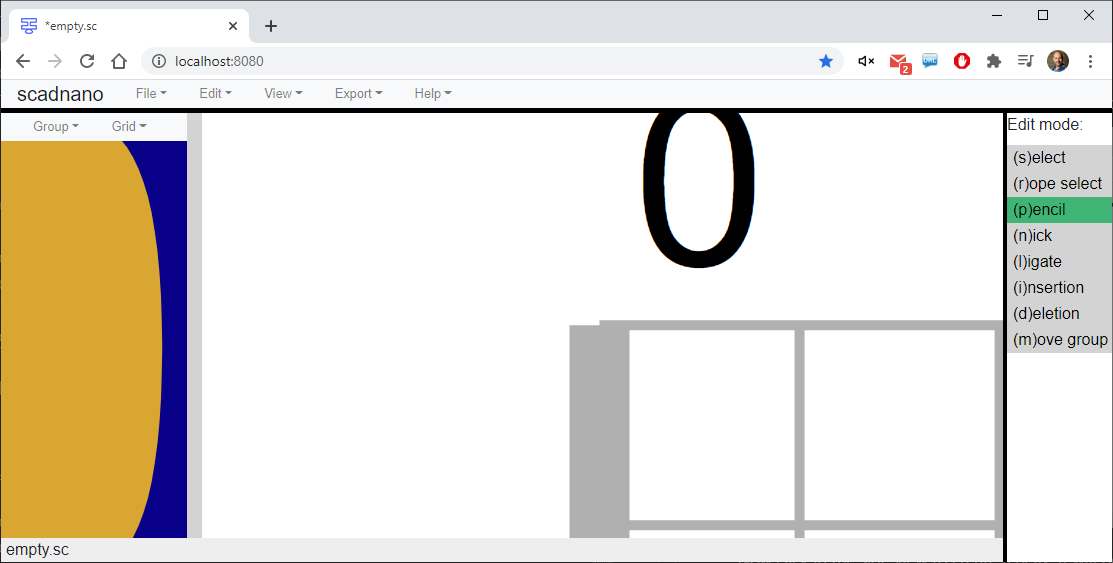 *empty.sc
localhost:8080
2
scadnano File Edit View Export Help
Group Grid
0
Edit mode:
(s)elect
(r)ope select
(p)encil
(n)ick
(l)igate
(i)nsertion
(d)eletion
(m)ove group
empty.sc